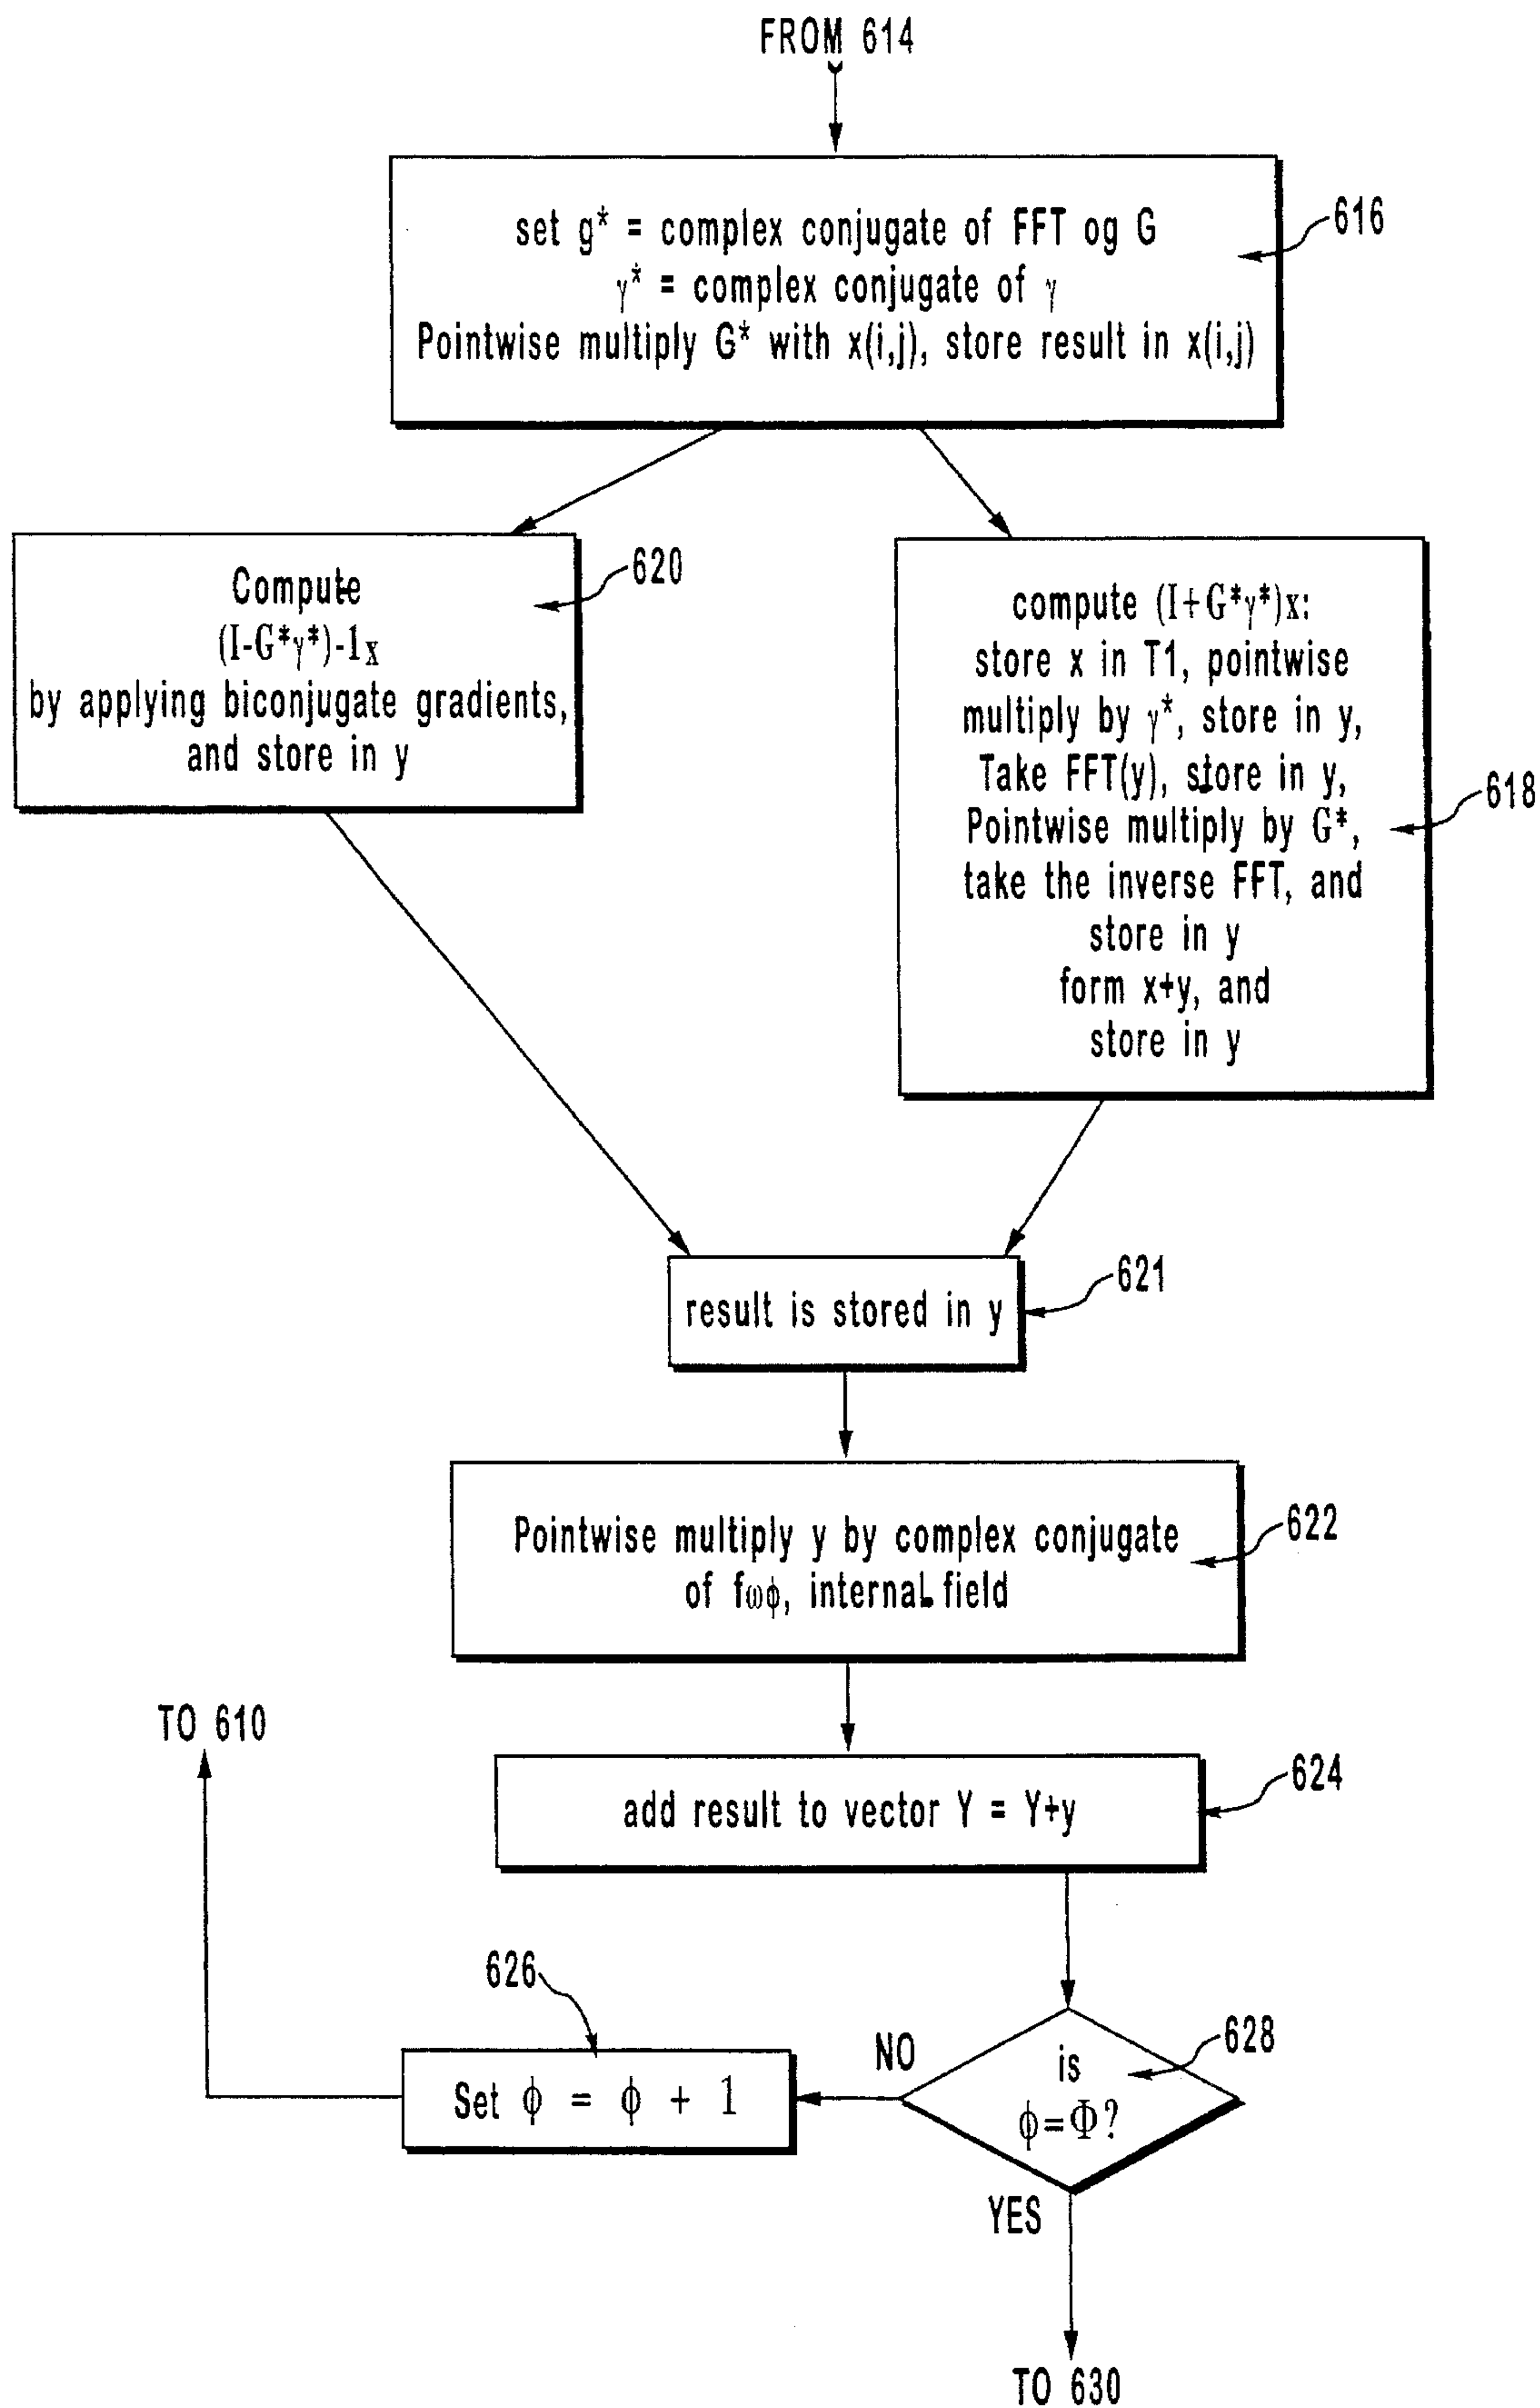 FROM 614
set g* = complex conjugate of FFT og G
γ* = complex conjugate of γ
Pointwise multiply G* with x(i,j), store result in x(i,j)
616
Compute
(I-G*γ*)-1x
by applying biconjugate gradients,
and store in y
620
compute (I+G*γ*)x:
store x in T1, pointwise
multiply by γ*, store in y,
Take FFT(y), store in y,
Pointwise multiply by G*,
take the inverse FFT, and
store in y
form x+y, and
store in y
618
result is stored in y
621
Pointwise multiply y by complex conjugate
of fωϕ, internal field
622
TO 610
add result to vector Y = Y+y
624
626
Set ϕ = ϕ + 1
NO
is
ϕ=Φ?
628
YES
TO 630